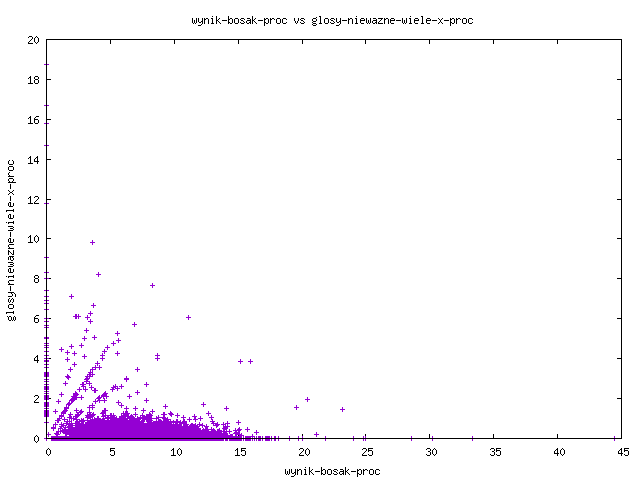 wynik-bosak-proc vs glosy-niewazne-wiele-x-proc
20
18
16
14
12
10
8
6
4
2
0
glosy-niewazne-wiele-x-proc
0 5 10 15 20 25 30 35 40 45
wynik-bosak-proc